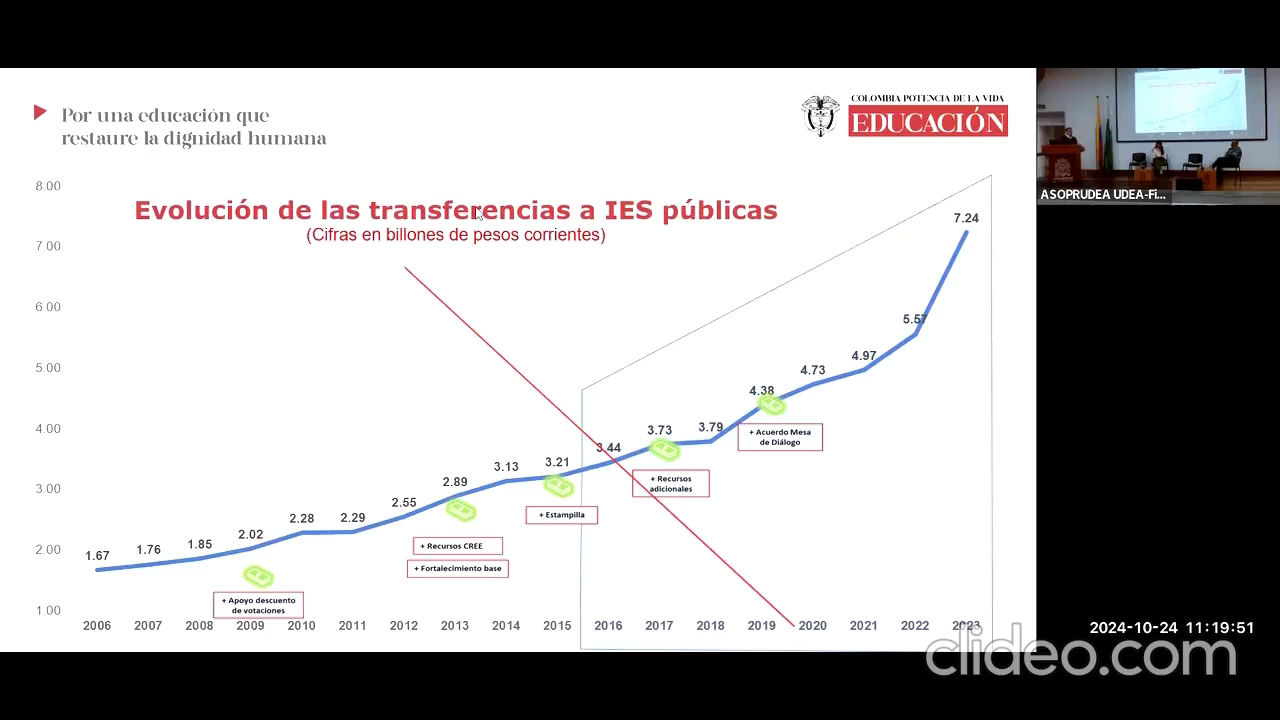 Por una educación que
restaure la dignidad humana
COLOMBIA POTENCIA DE LA VIDA
EDUCACIÓN
ASOPRUDEA UDEA-Fi...
Evolución de las transferencias a IES públicas
(Cifras en billones de pesos corrientes)
8 00
7 00
6 00
5.00
4.00
3 00
2 00
1 00
1.67
1.76
1.85
2.02
2.28
2.29
2.55
2.89
3.13
3.21
3.44
3.73
3.79
4.38
4.73
4.97
5.57
7.24
+ Apoyo descuento
de votaciones
+ Recursos CREE
+ Fortalecimiento base
+ Estampilla
+ Recursos
adicionales
+ Acuerdo Mesa
de Diálogo
2006 2007 2008 2009 2010 2011 2012 2013 2014 2015 2016 2017 2018 2019 2020 2021 2022 2023
2024-10-24 11:19:51
clideo.com